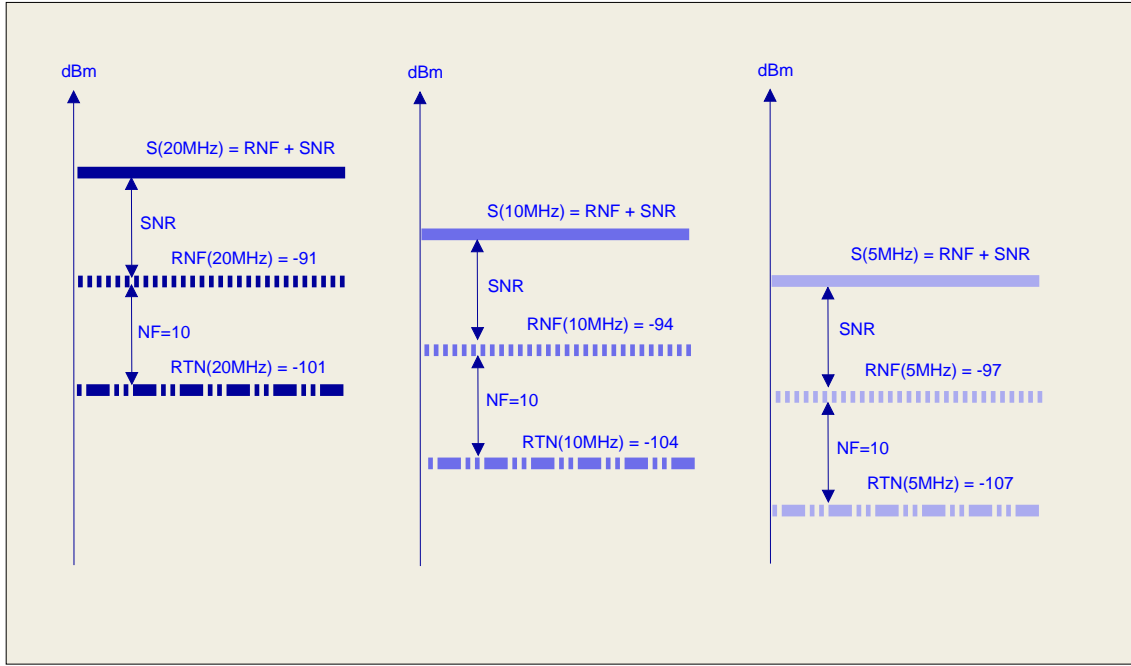 dBm
S(20MHz) = RNF + SNR
SNR
RNF(20MHz) = -91
NF=10
RTN(20MHz) = -101
dBm
S(10MHz) = RNF + SNR
SNR
RNF(10MHz) = -94
NF=10
RTN(10MHz) = -104
dBm
S(5MHz) = RNF + SNR
SNR
RNF(5MHz) = -97
NF=10
RTN(5MHz) = -107